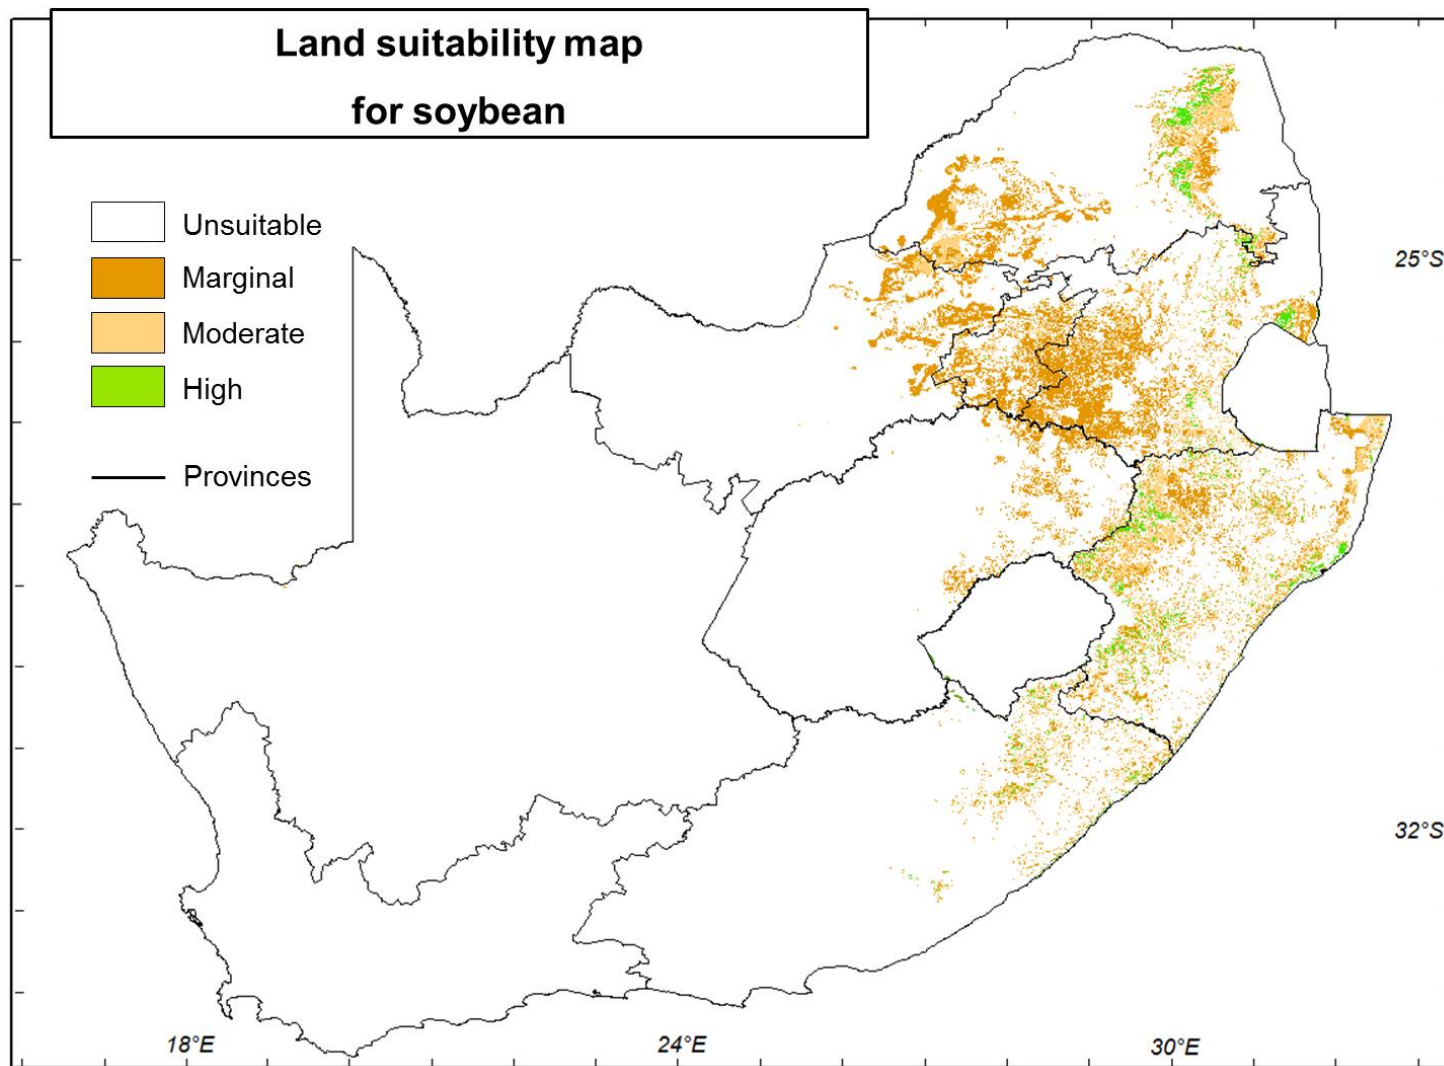 Land suitability map
for soybean
Unsuitable
Marginal
Moderate
High
Provinces
25°S
32°S
18°E
24°E
30°E